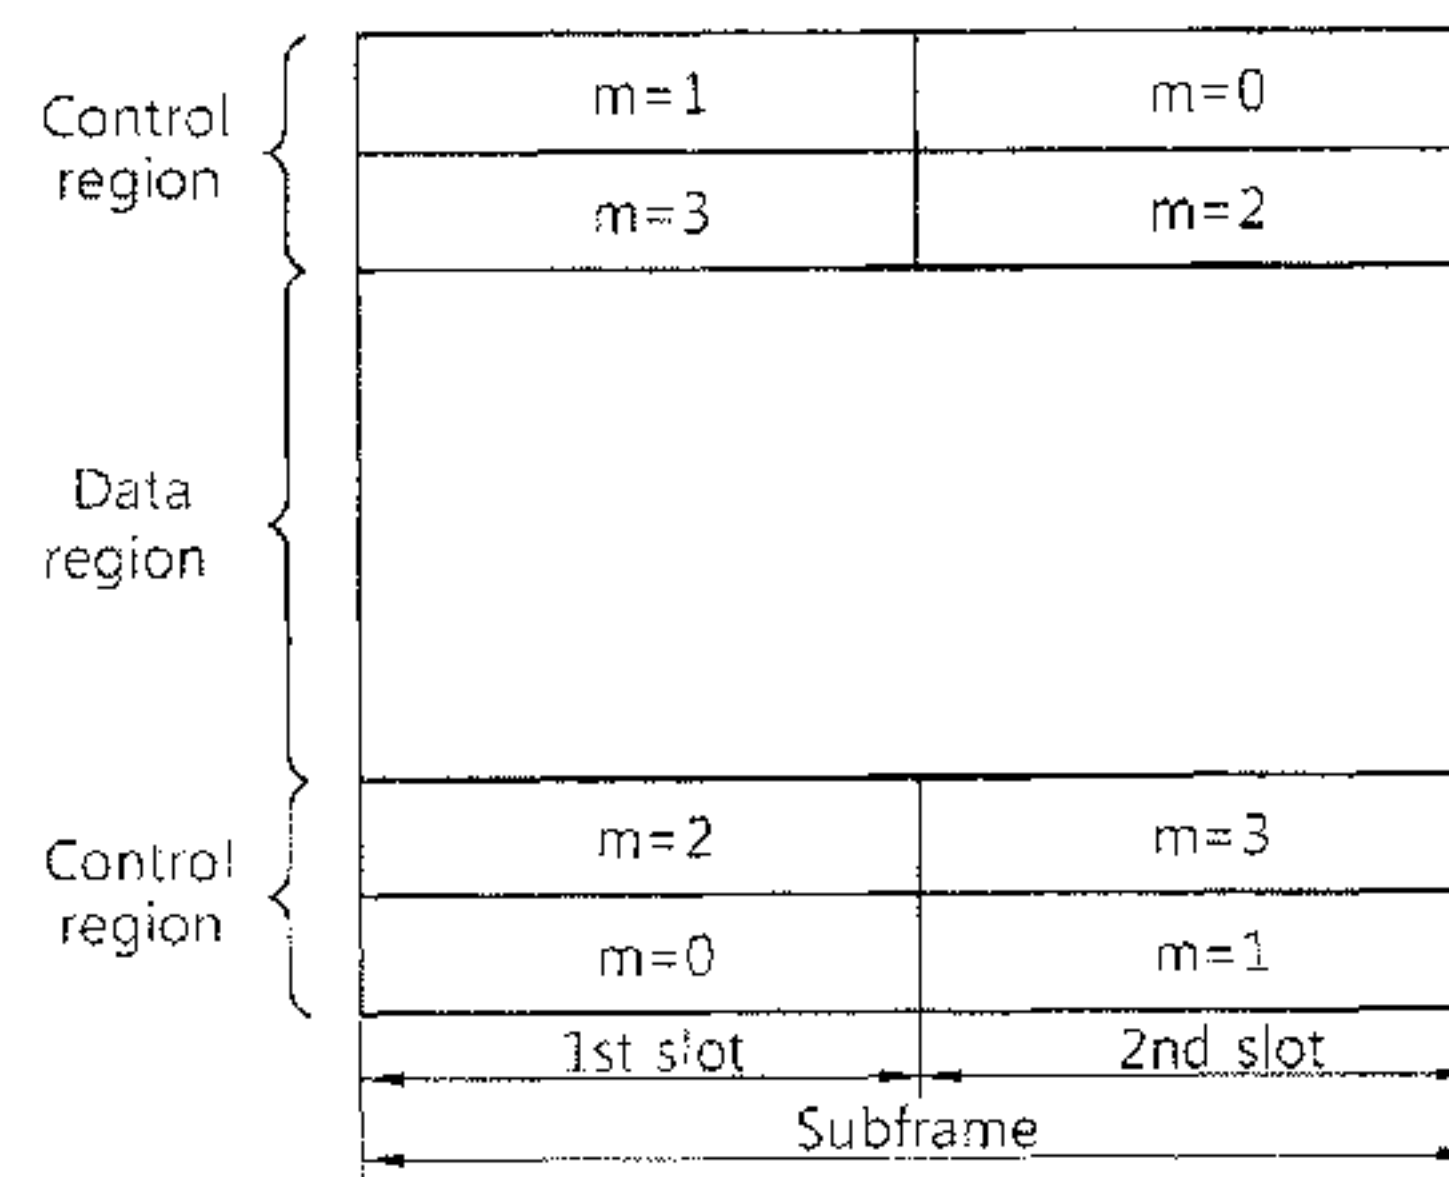 m=1
m=0
Control
region
m=3
m=2
Data
region
m=2
m=3
Control
region
m=0
m=1
1st slot
2nd slot
Subframe